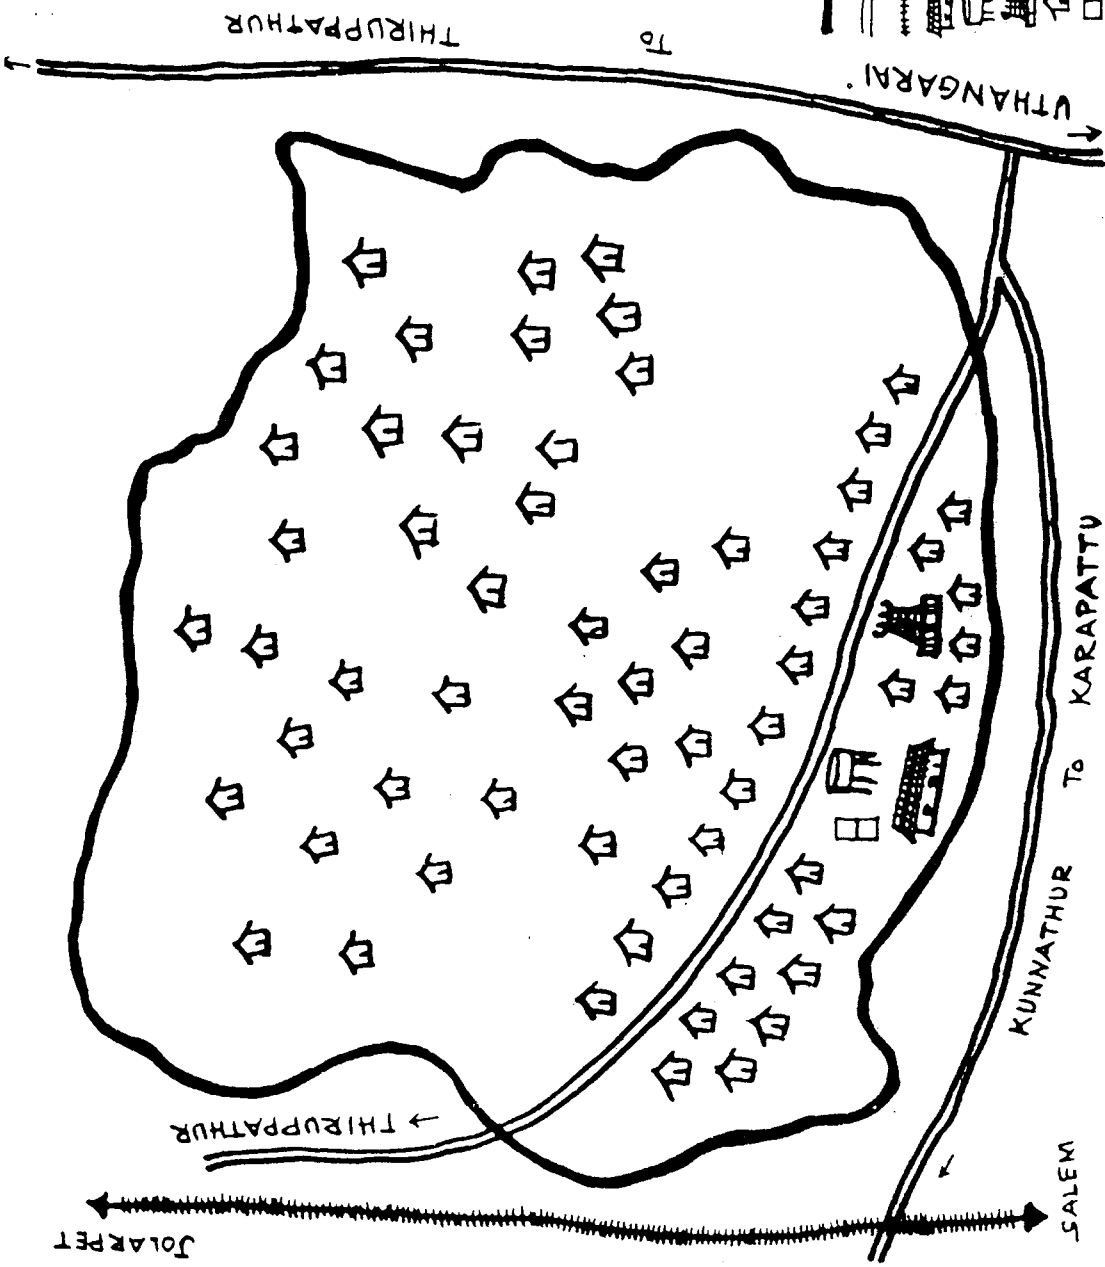 UTHANGARAI
To
THIRUPPATHUR
KUNNATHUR To KARAPATTU
THIRUPPATHUR
JOLARPET
SALEM